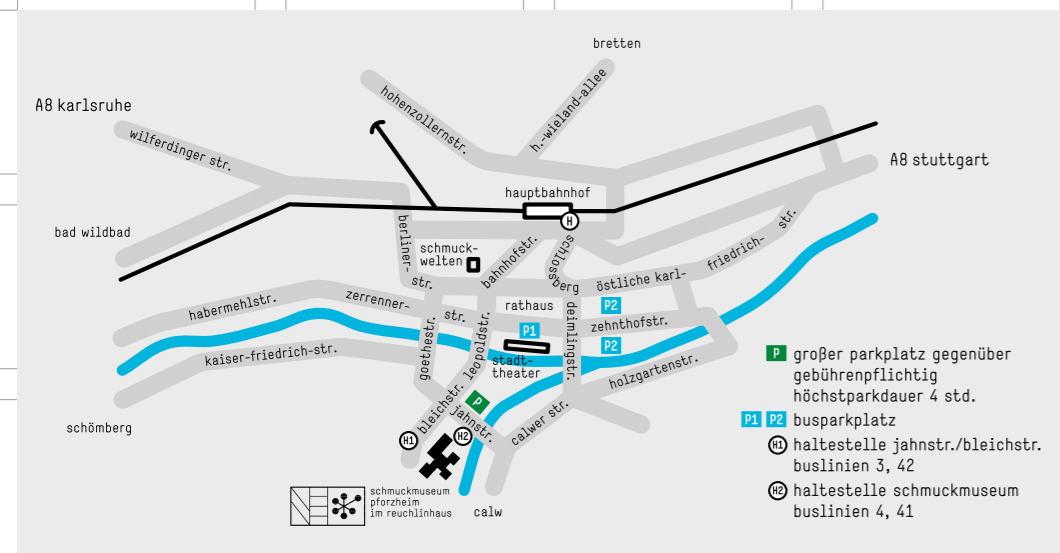 bretten
A8 karlsruhe
hohenzollernstr.
h.-wieland-allee
wilferdinger str.
A8 stuttgart
hauptbahnhof
H
bad wildbad
berliner-
str.
schmuck-
welten
bahnhofstr.
schloss
berg
östliche karl-
friedrich-
str.
habermehlstr.
zerrenner-
str.
rathaus
P1
P2
zehnthofstr.
P2
deimlingstr.
goethestr.
leopoldstr.
stadt-
theater
kaiser-friedrich-str.
holzgartenstr.
bleichstr.
P
jahnstr.
calwer str.
schömberg
H1
H2
schmuckmuseum
pforzheim
im reuchlinhaus
calw
P großer parkplatz gegenüber
gebührenpflichtig
höchstparkdauer 4 std.
P1 P2 busparkplatz
H1 haltestelle jahnstr./bleichstr.
buslinien 3, 42
H2 haltestelle schmuckmuseum
buslinien 4, 41